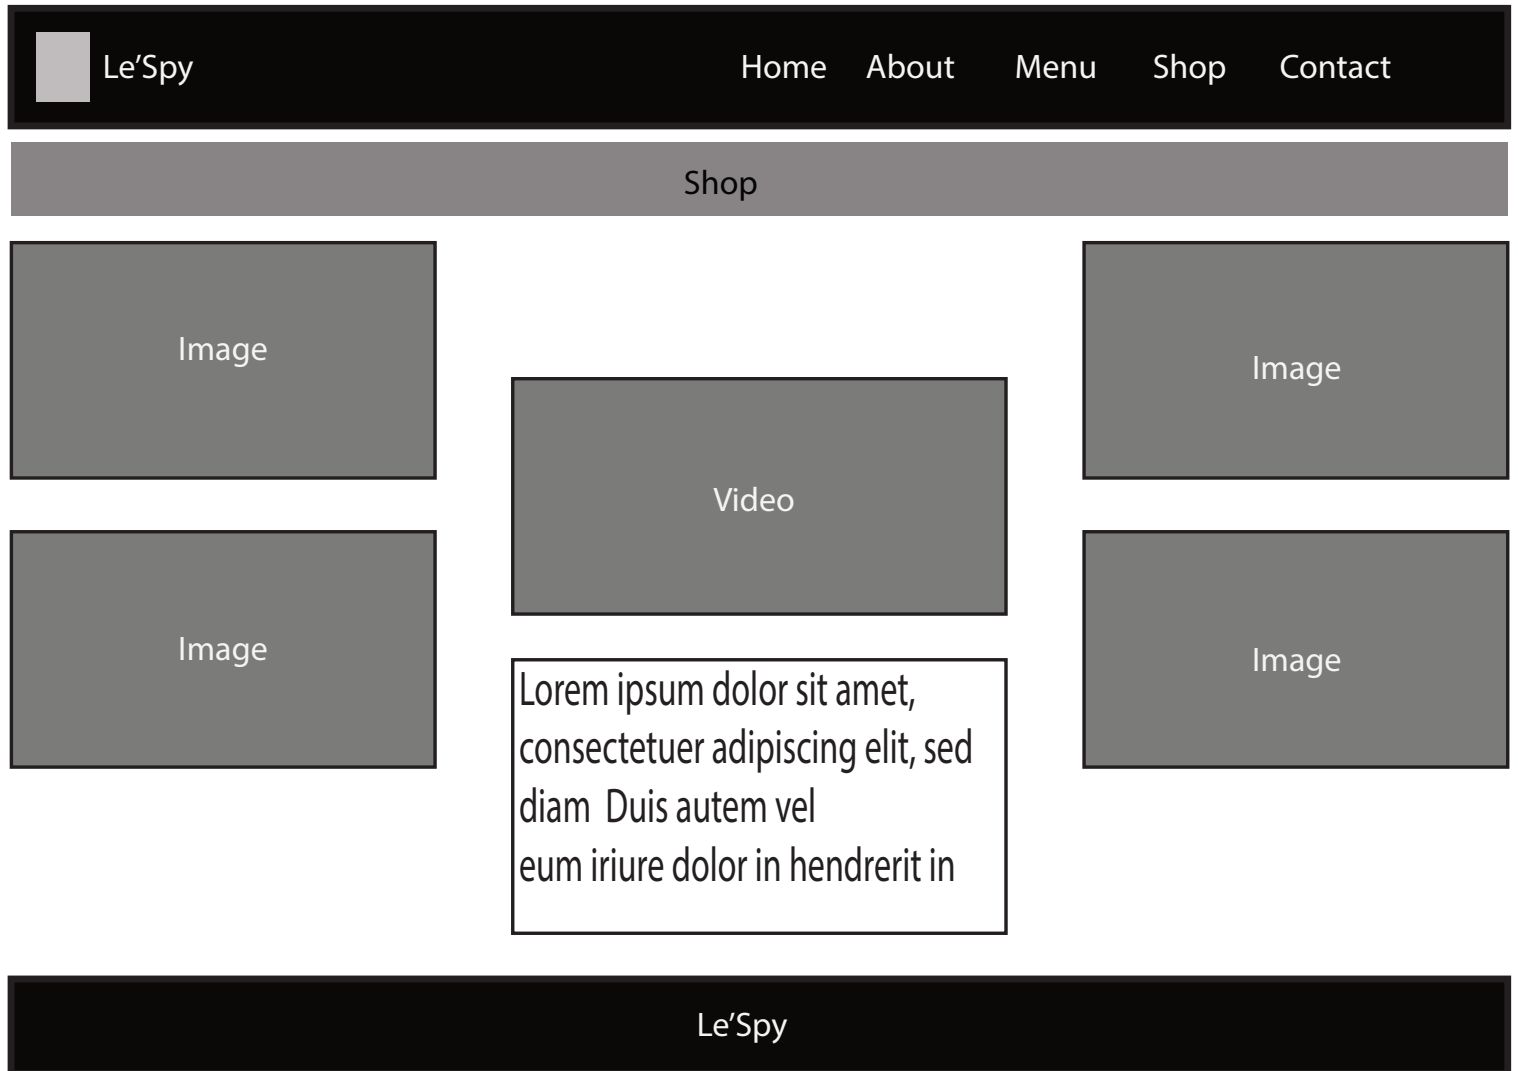 Le’Spy
Home About Menu Shop Contact
Shop
Image
Image
Video
Image
Image
Lorem ipsum dolor sit amet,
consectetuer adipiscing elit, sed
diam  Duis autem vel
eum iriure dolor in hendrerit in
Le’Spy